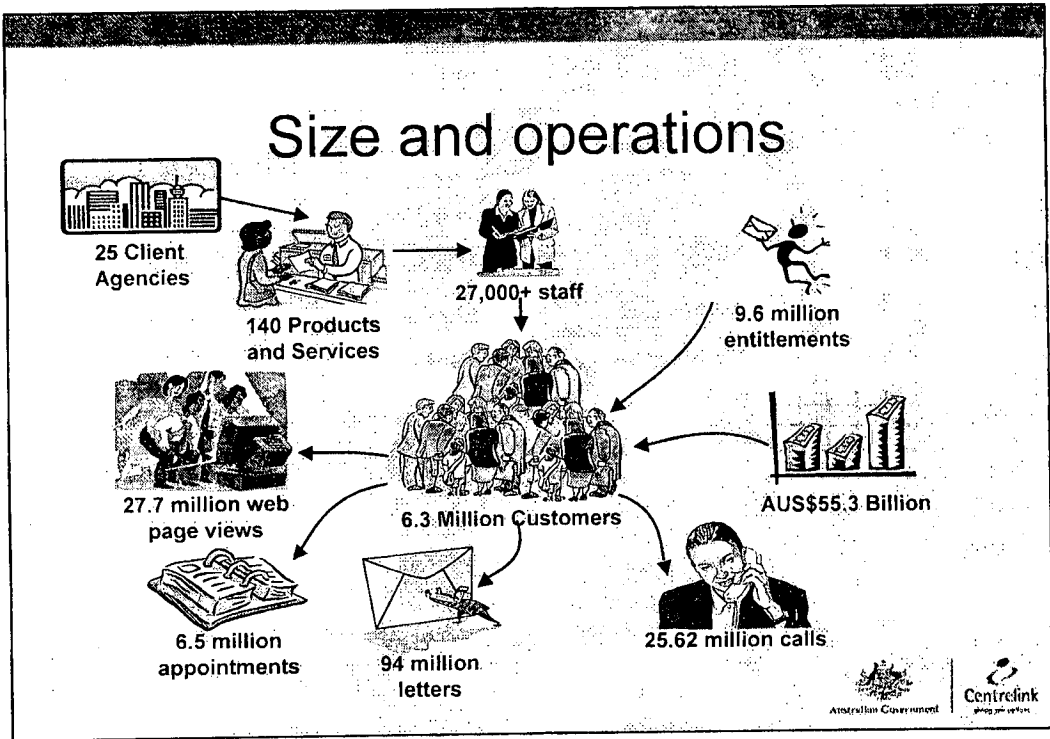 Size and operations
25 Client
Agencies
140 Products
and Services
27,000+ staff
9.6 million
entitlements
27.7 million web
page views
6.3 Million Customers
AUS$55.3 Billion
6.5 million
appointments
94 million
letters
25.62 million calls
Australian Government
Centrelink